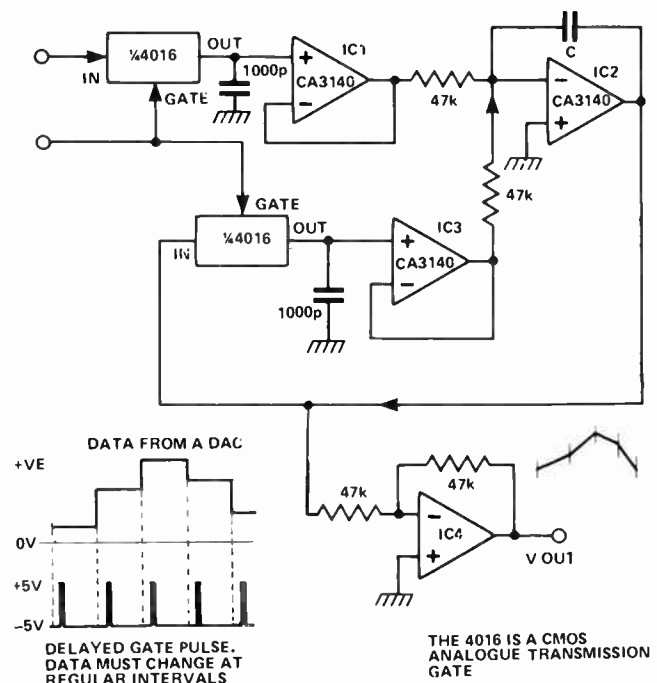 ¼4016
OUT
IN
GATE
1000p
IC1
+
CA3140
−
47k
C
IC2
−
CA3140
+
47k
GATE
¼4016
OUT
IN
1000p
IC3
+
CA3140
−
DATA FROM A DAC
+VE
0V
+5V
−5V
DELAYED GATE PULSE.
DATA MUST CHANGE AT
REGULAR INTERVALS
47k
47k
−
IC4
+
V OU1
THE 4016 IS A CMOS
ANALOGUE TRANSMISSION
GATE